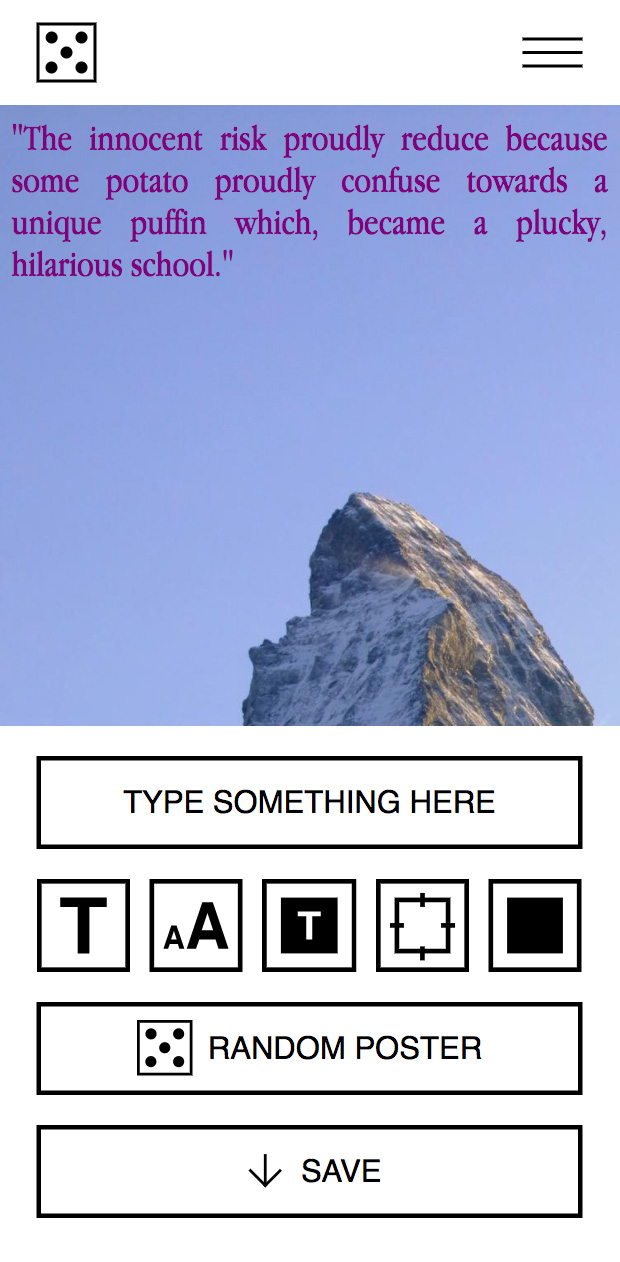 "The innocent risk proudly reduce because
some potato proudly confuse towards a
unique puffin which, became a plucky,
hilarious school."
TYPE SOMETHING HERE
T AA T
RANDOM POSTER
SAVE